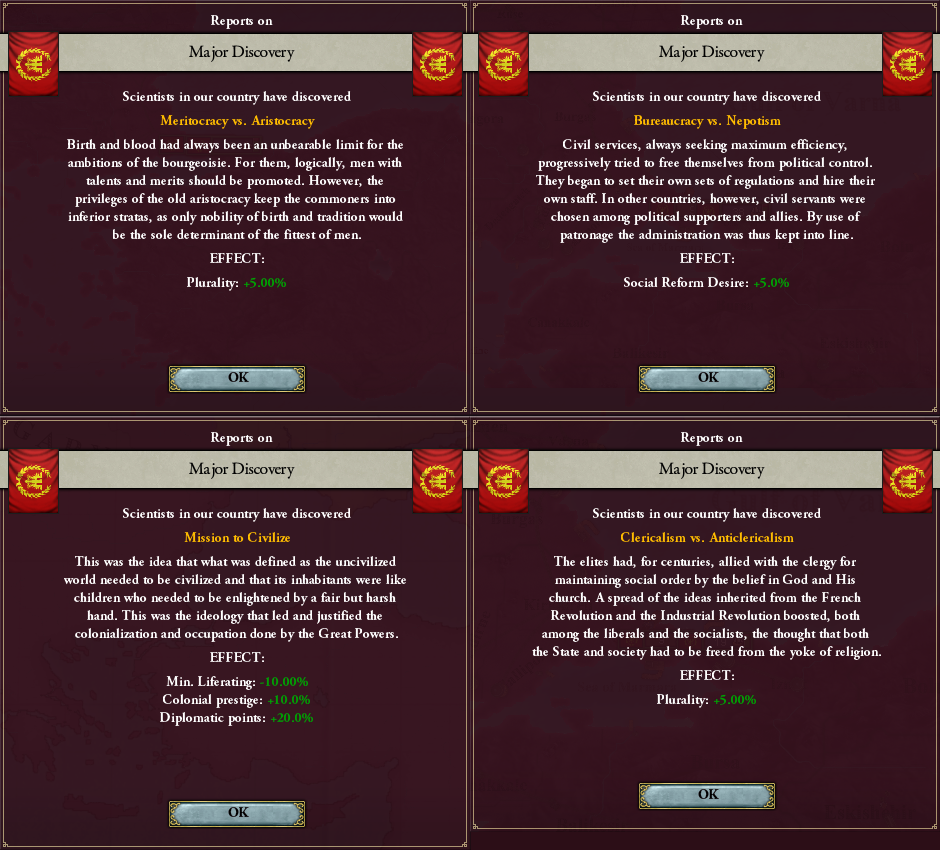 Reports on
Major Discovery
Scientists in our country have discovered
Meritocracy vs. Aristocracy
Birth and blood had always been an unbearable limit for the
ambitions of the bourgeoisie. For them, logically, men with
talents and merits should be promoted. However, the
privileges of the old aristocracy keep the commoners into
inferior stratas, as only nobility of birth and tradition would
be the sole determinant of the fittest of men.
EFFECT:
Plurality: +5.00%
OK
Reports on
Major Discovery
Scientists in our country have discovered
Bureaucracy vs. Nepotism
Civil services, always seeking maximum efficiency,
progressively tried to free themselves from political control.
They began to set their own sets of regulations and hire their
own staff. In other countries, however, civil servants were
chosen among political supporters and allies. By use of
patronage the administration was thus kept into line.
EFFECT:
Social Reform Desire: +5.0%
OK
Reports on
Major Discovery
Scientists in our country have discovered
Mission to Civilize
This was the idea that what was defined as the uncivilized
world needed to be civilized and that its inhabitants were like
children who needed to be enlightened by a fair but harsh
hand. This was the ideology that led and justified the
colonialization and occupation done by the Great Powers.
EFFECT:
Min. Liferating: -10.00%
Colonial prestige: +10.0%
Diplomatic points: +20.0%
OK
Reports on
Major Discovery
Scientists in our country have discovered
Clericalism vs. Anticlericalism
The elites had, for centuries, allied with the clergy for
maintaining social order by the belief in God and His
church. A spread of the ideas inherited from the French
Revolution and the Industrial Revolution boosted, both
among the liberals and the socialists, the thought that both
the State and society had to be freed from the yoke of religion.
EFFECT:
Plurality: +5.00%
OK